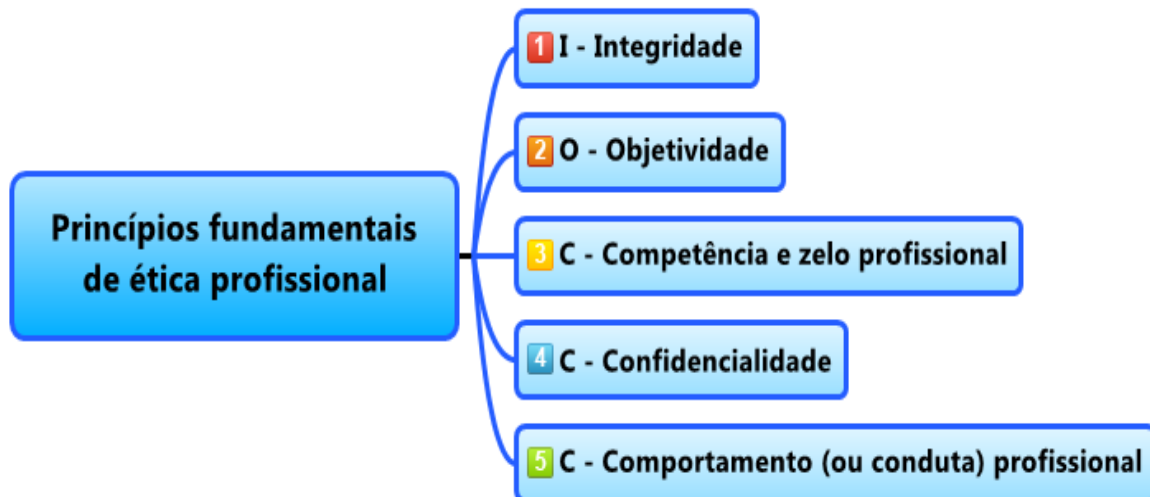 Princípios fundamentais
de ética profissional
1 I - Integridade
2 O - Objetividade
3 C - Competência e zelo profissional
4 C - Confidencialidade
5 C - Comportamento (ou conduta) profissional